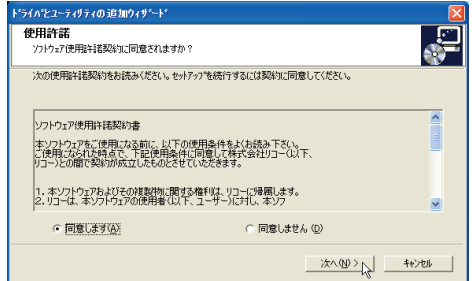 ﾄﾞﾗｲﾊﾞとﾕｰﾃｨﾘﾃｨの追加ｳｨｻﾞｰﾄﾞ
使用許諾
ｿﾌﾄｳｪｱ使用許諾契約に同意されますか?
次の使用許諾契約をお読みください。ｾｯﾄｱｯﾌﾟを続行するには契約に同意してください。
ソフトウェア使用許諾契約書
本ソフトウェアをご使用になる前に、以下の使用条件をよくお読み下さい。
ご使用になられた時点で、下記使用条件に同意して株式会社リコー（以下、
リコー）との間で契約が成立したものとさせていただきます。
1. 本ソフトウェアおよびその複製物に関する権利は、リコーに帰属します。
2. リコーは、本ソフトウェアの使用者（以下、ユーザー）に対し、本ソフ
同意します(A)
同意しません (D)
次へ(N) >
ｷｬﾝｾﾙ